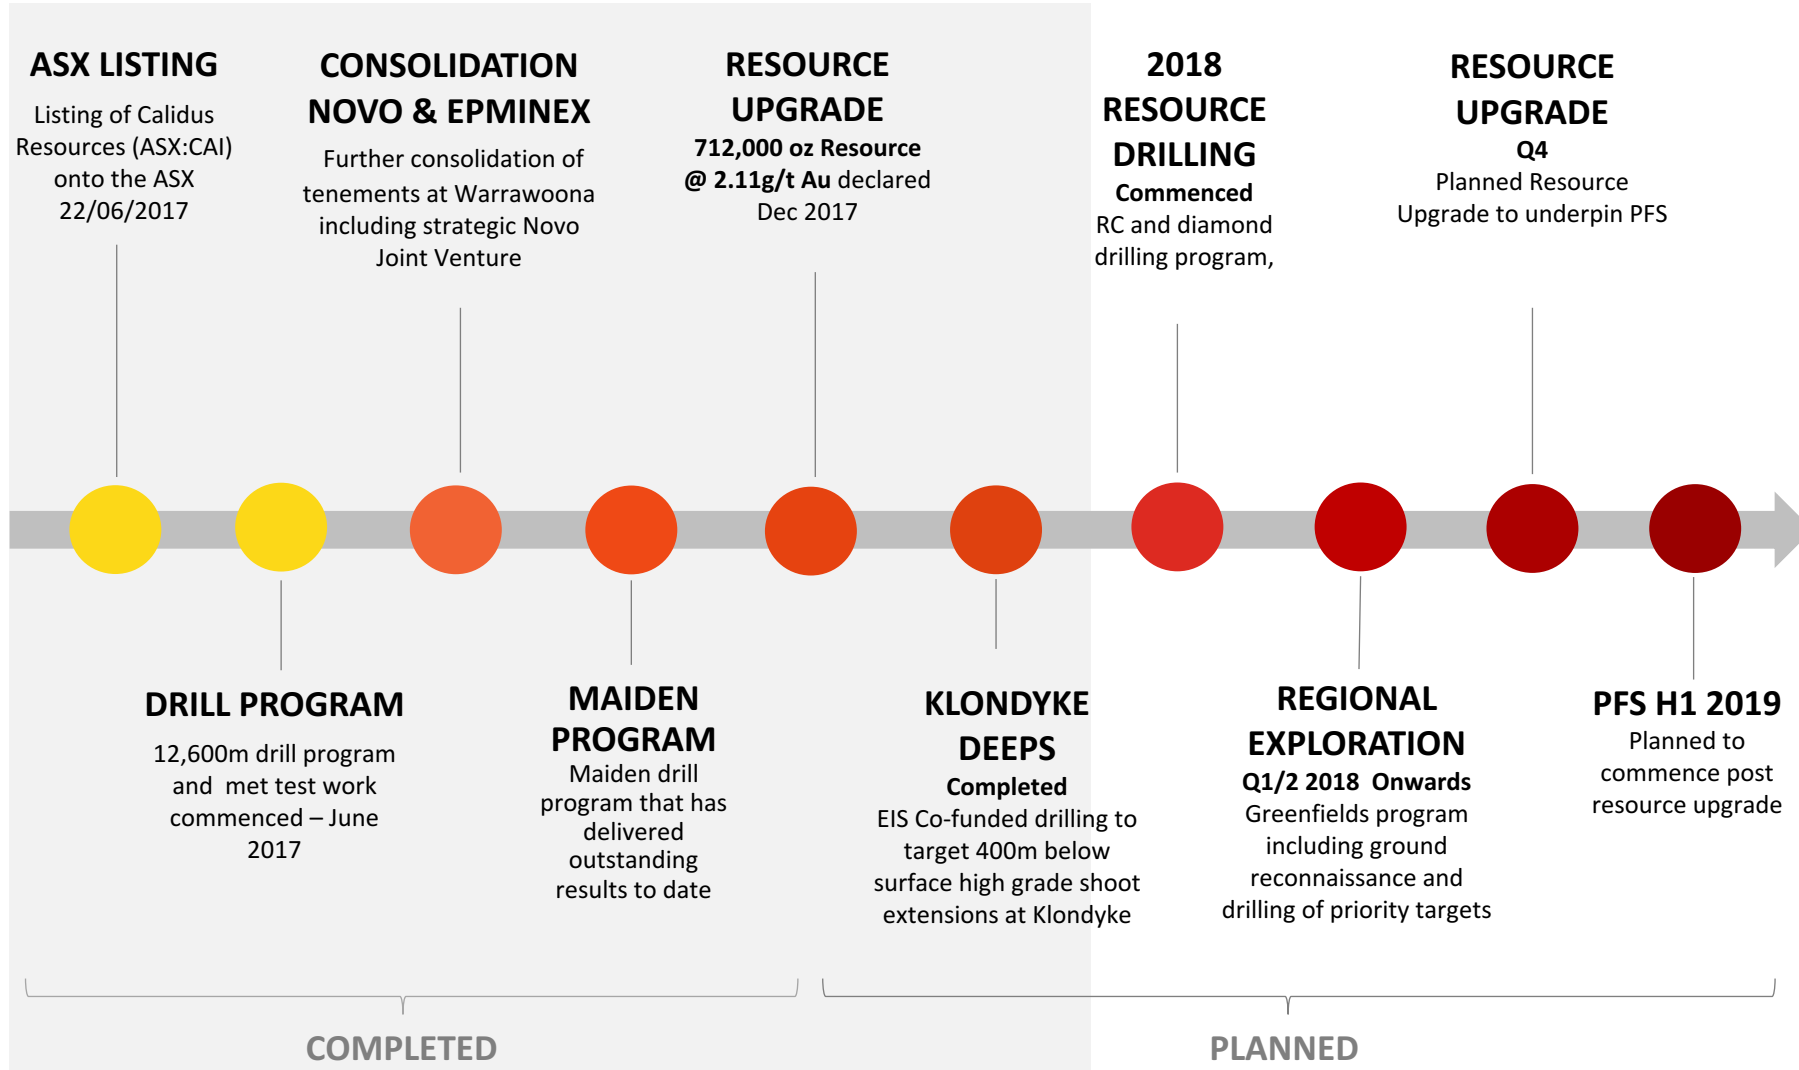 ASX LISTING
Listing of Calidus
Resources (ASX:CAI)
onto the ASX
22/06/2017
CONSOLIDATION
NOVO & EPMINEX
Further consolidation of
tenements at Warrawoona
including strategic Novo
Joint Venture
RESOURCE
UPGRADE
712,000 oz Resource
@ 2.11g/t Au declared
Dec 2017
2018
RESOURCE
DRILLING
Commenced
RC and diamond
drilling program,
RESOURCE
UPGRADE
Q4
Planned Resource
Upgrade to underpin PFS
DRILL PROGRAM
12,600m drill program
and met test work
commenced – June
2017
MAIDEN
PROGRAM
Maiden drill
program that has
delivered
outstanding
results to date
KLONDYKE
DEEPS
Completed
EIS Co-funded drilling to
target 400m below
surface high grade shoot
extensions at Klondyke
REGIONAL
EXPLORATION
Q1/2 2018 Onwards
Greenfields program
including ground
reconnaissance and
drilling of priority targets
PFS H1 2019
Planned to
commence post
resource upgrade
COMPLETED
PLANNED